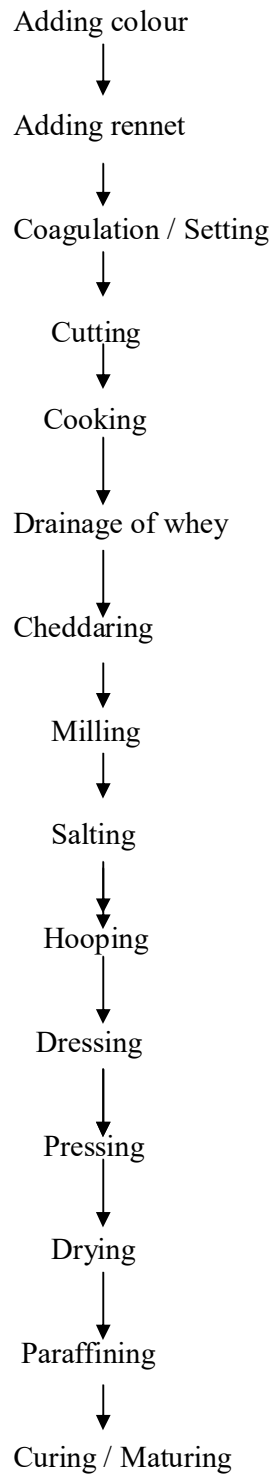 Adding colour
Adding rennet
Coagulation / Setting
Cutting
Cooking
Drainage of whey
Cheddaring
Milling
Salting
Hooping
Dressing
Pressing
Drying
Paraffining
Curing / Maturing